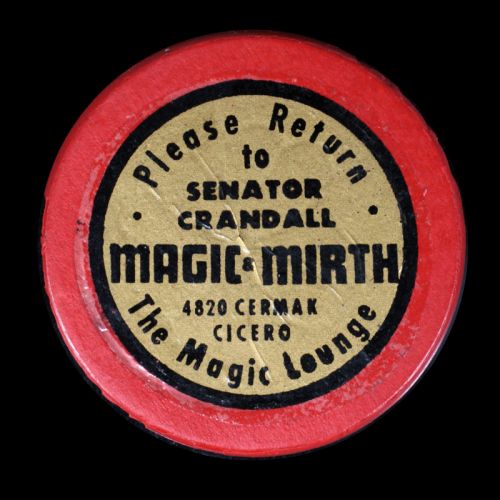 Please Return
to
SENATOR
CRANDALL
MAGIC & MIRTH
4820 CERMAK
CICERO
The Magic Lounge